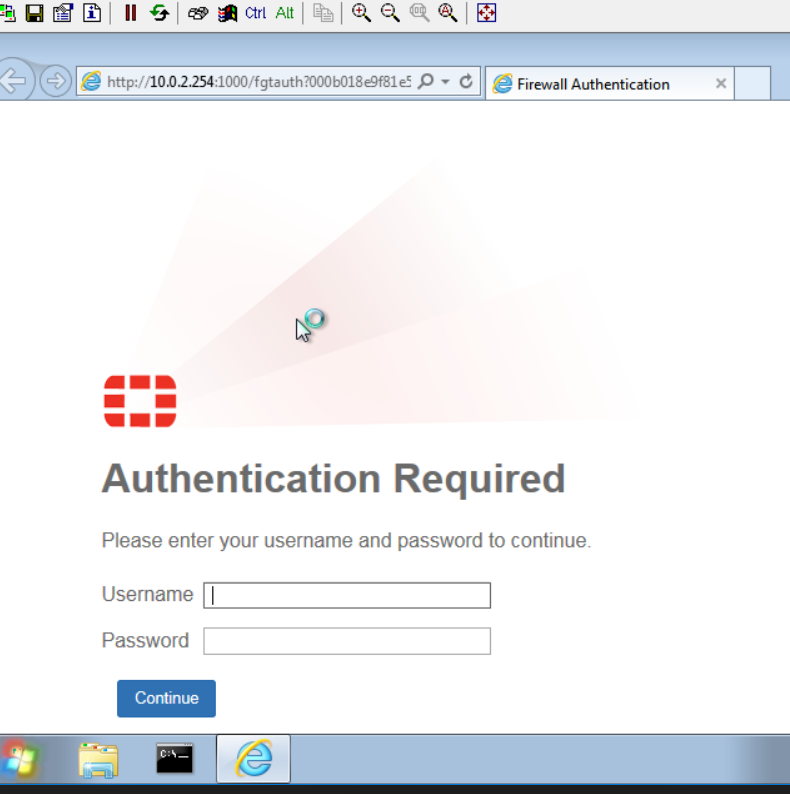 Ctrl Alt
http://10.0.2.254:1000/fgtauth?000b018e9f81e5
Firewall Authentication
Authentication Required
Please enter your username and password to continue.
Username
Password
Continue
C:\_